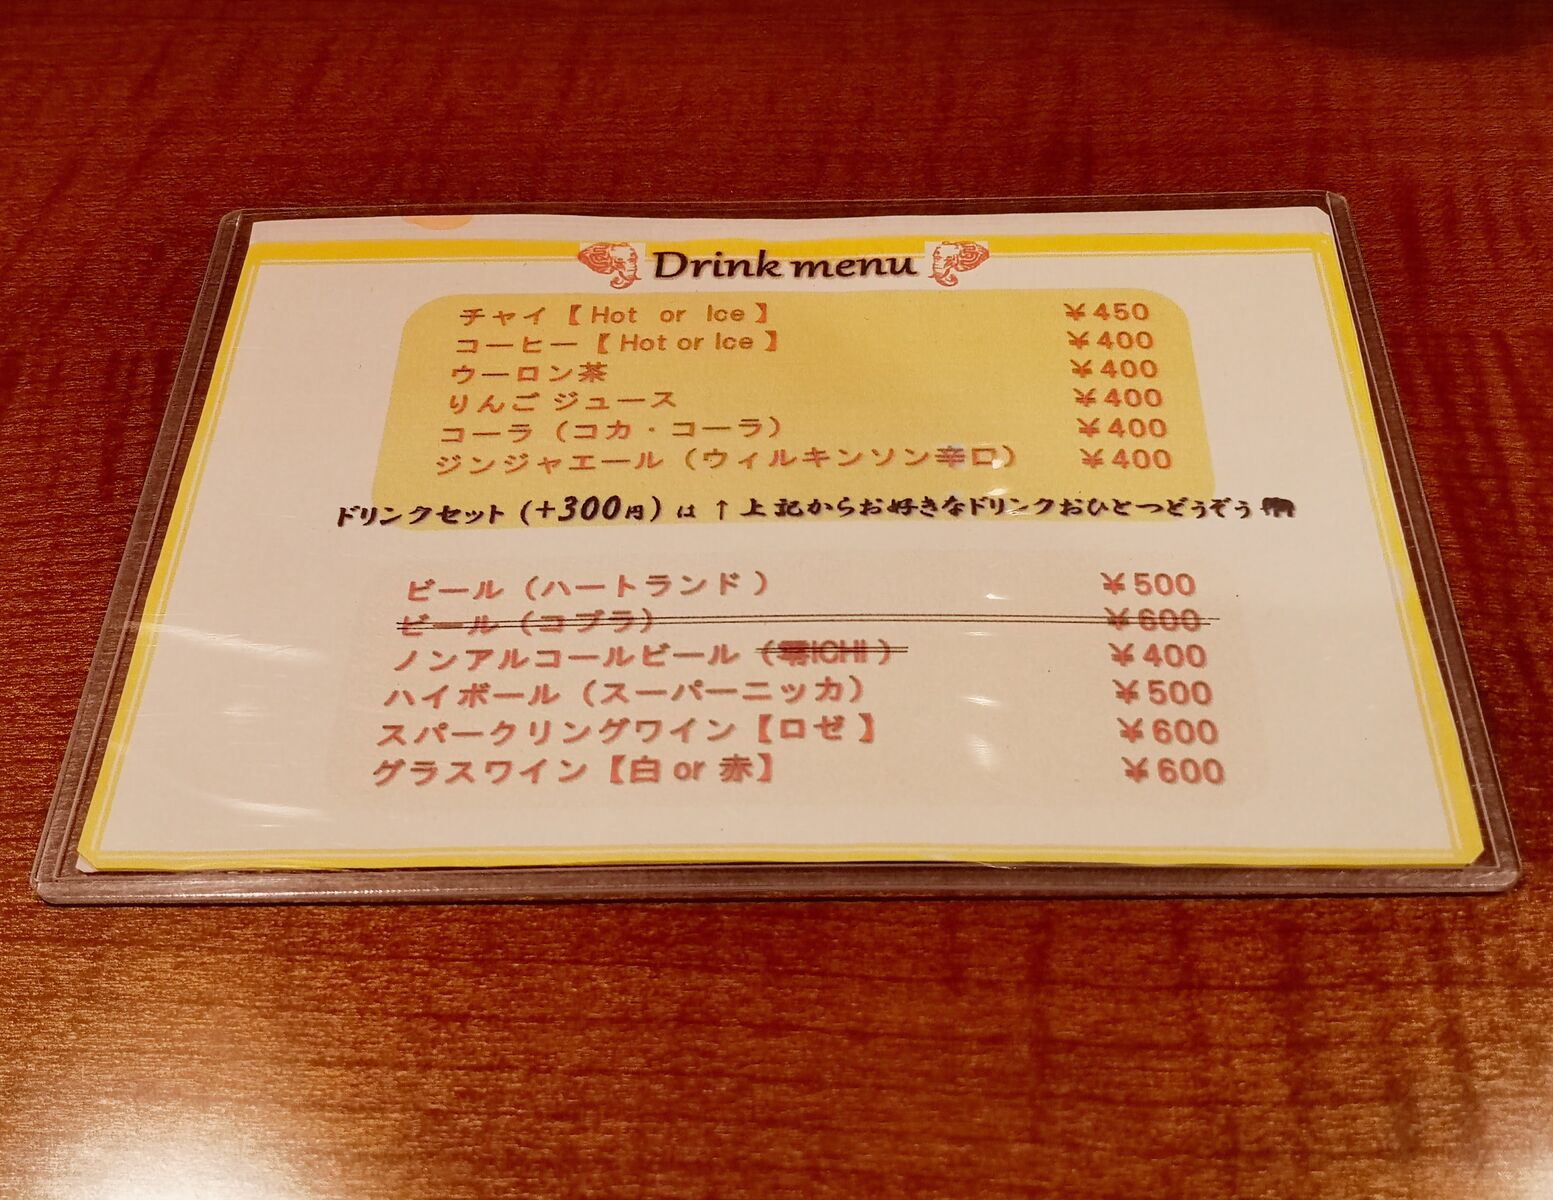 Drink menu
チャイ【Hot or Ice】 ¥450
コーヒー【Hot or Ice】 ¥400
ウーロン茶 ¥400
りんごジュース ¥400
コーラ（コカ・コーラ） ¥400
ジンジャエール（ウィルキンソン辛口） ¥400
ドリンクセット（+300円）は ↑ 上記からお好きなドリンクおひとつどうぞう
ビール（ハートランド） ¥500
ビール（コブラ） ¥600
ノンアルコールビール（零ICHI） ¥400
ハイボール（スーパーニッカ） ¥500
スパークリングワイン【ロゼ】 ¥600
グラスワイン【白 or 赤】 ¥600